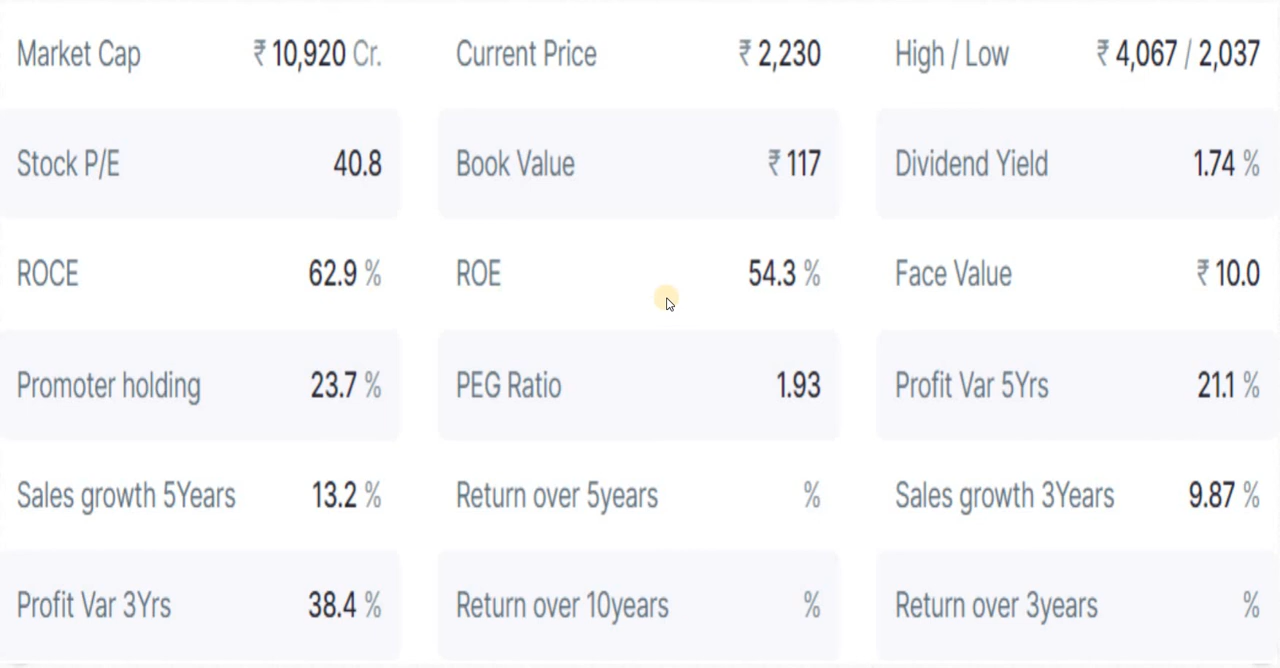 Market Cap ₹ 10,920 Cr. Current Price ₹ 2,230 High / Low ₹ 4,067 / 2,037
Stock P/E 40.8 Book Value ₹ 117 Dividend Yield 1.74 %
ROCE 62.9 % ROE 54.3 % Face Value ₹ 10.0
Promoter holding 23.7 % PEG Ratio 1.93 Profit Var 5Yrs 21.1 %
Sales growth 5Years 13.2 % Return over 5years % Sales growth 3Years 9.87 %
Profit Var 3Yrs 38.4 % Return over 10years % Return over 3years %